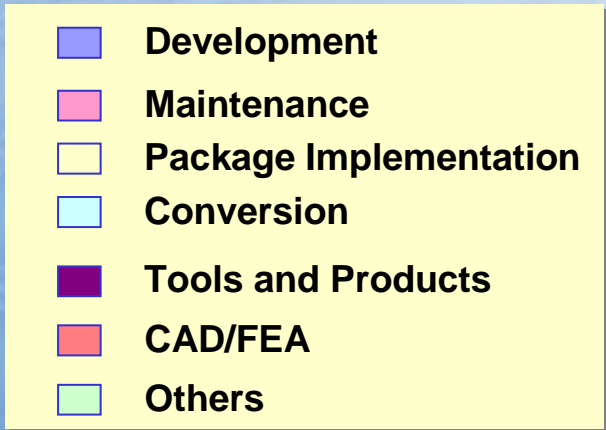 Development
Maintenance
Package Implementation
Conversion
Tools and Products
CAD/FEA
Others